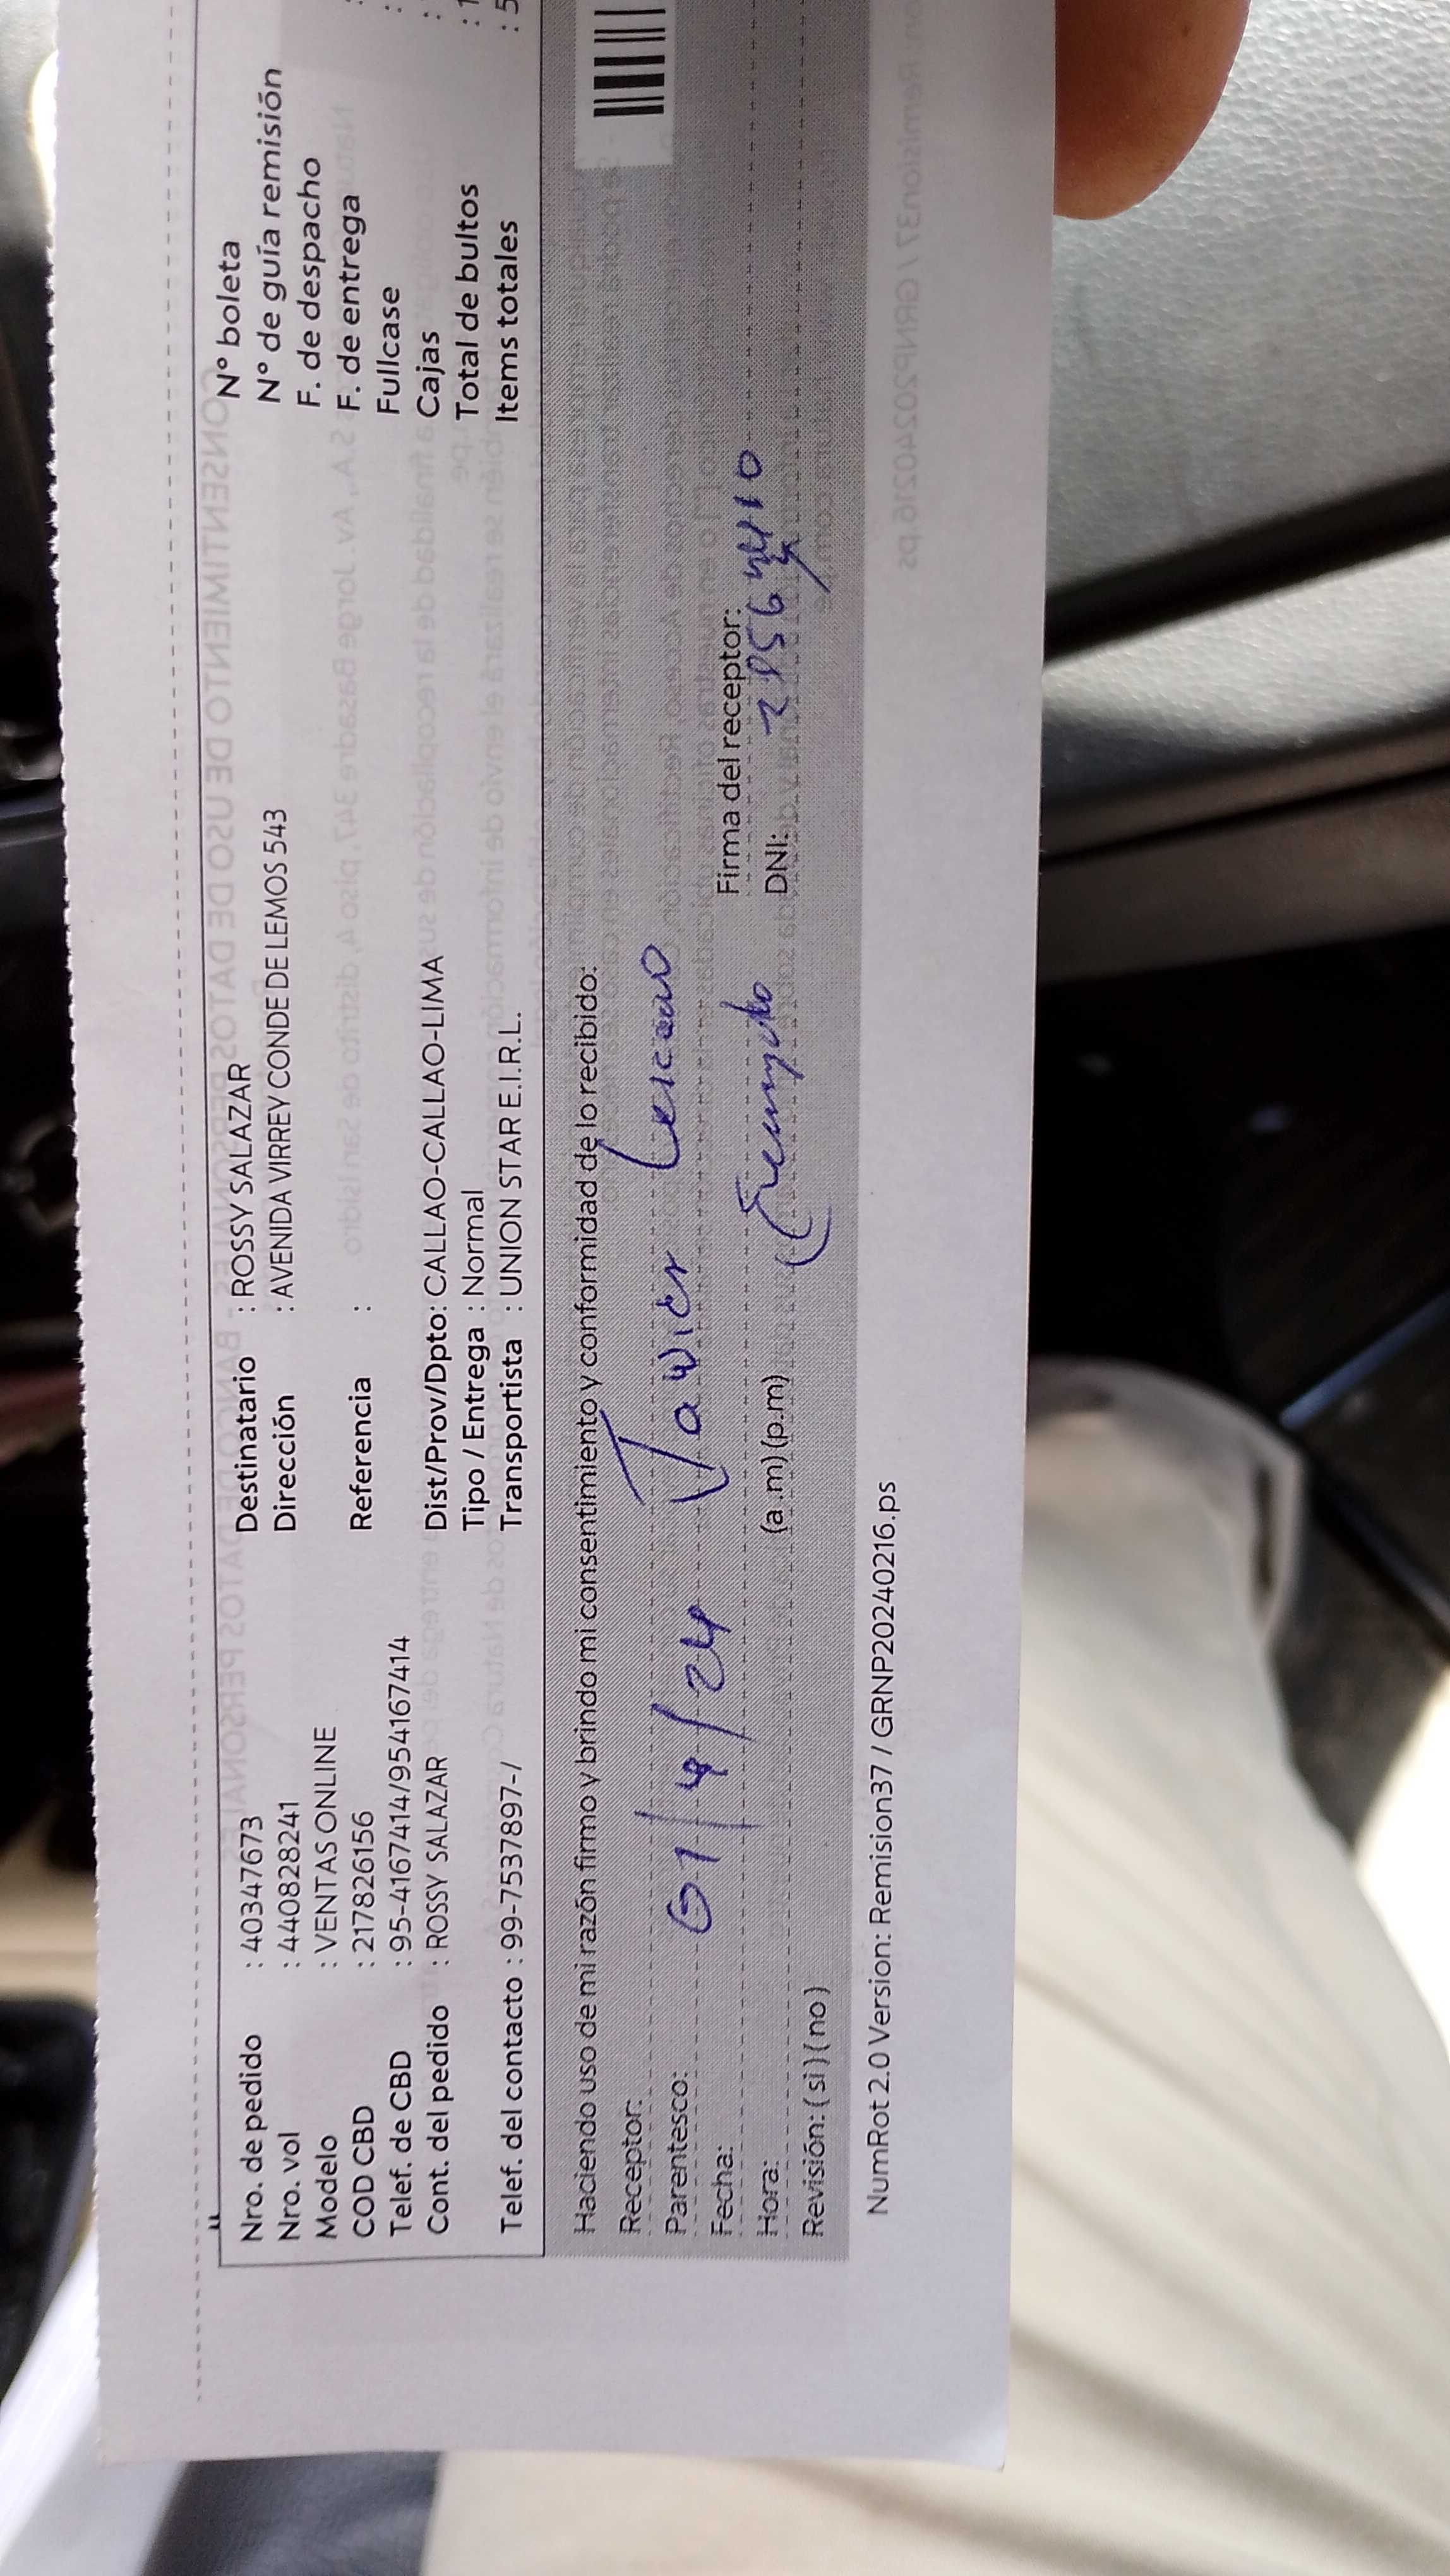 Nro. de pedido : 40347673 Destinatario : ROSSY SALAZAR Nº boleta :
Nro. vol : 440828241 Dirección : AVENIDA VIRREY CONDE DE LEMOS 543 Nº de guía remisión
Modelo : VENTAS ONLINE F. de despacho
COD CBD : 217826156 Referencia : F. de entrega :
Telef. de CBD : 95-4167414/954167414 Fullcase :
Cont. del pedido : ROSSY SALAZAR Dist/Prov/Dpto: CALLAO-CALLAO-LIMA Cajas :
Tipo / Entrega : Normal Total de bultos : 1
Telef. del contacto : 99-7537897-/ Transportista : UNION STAR E.I.R.L. Items totales : 5
Haciendo uso de mi razón firmo y brindo mi consentimiento y conformidad de lo recibido:
Receptor: Javier
Parentesco:
Fecha: 01/4/24 Firma del receptor:
Hora: (a.m) (p.m) DNI:
Revisión: ( si ) ( no )
NumRot 2.0 Version: Remision37 / GRNP20240216.ps